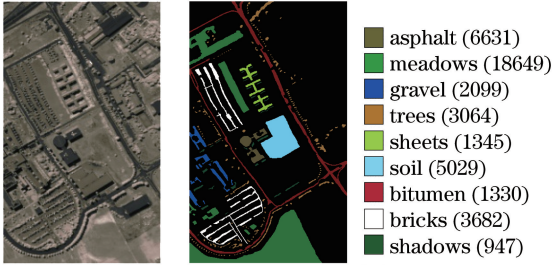 asphalt (6631)
meadows (18649)
gravel (2099)
trees (3064)
sheets (1345)
soil (5029)
bitumen (1330)
bricks (3682)
shadows (947)